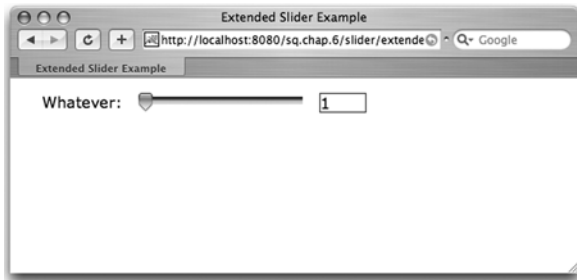 Extended Slider Example
http://localhost:8080/sq.chap.6/slider/extende
Google
Extended Slider Example
Whatever:
1